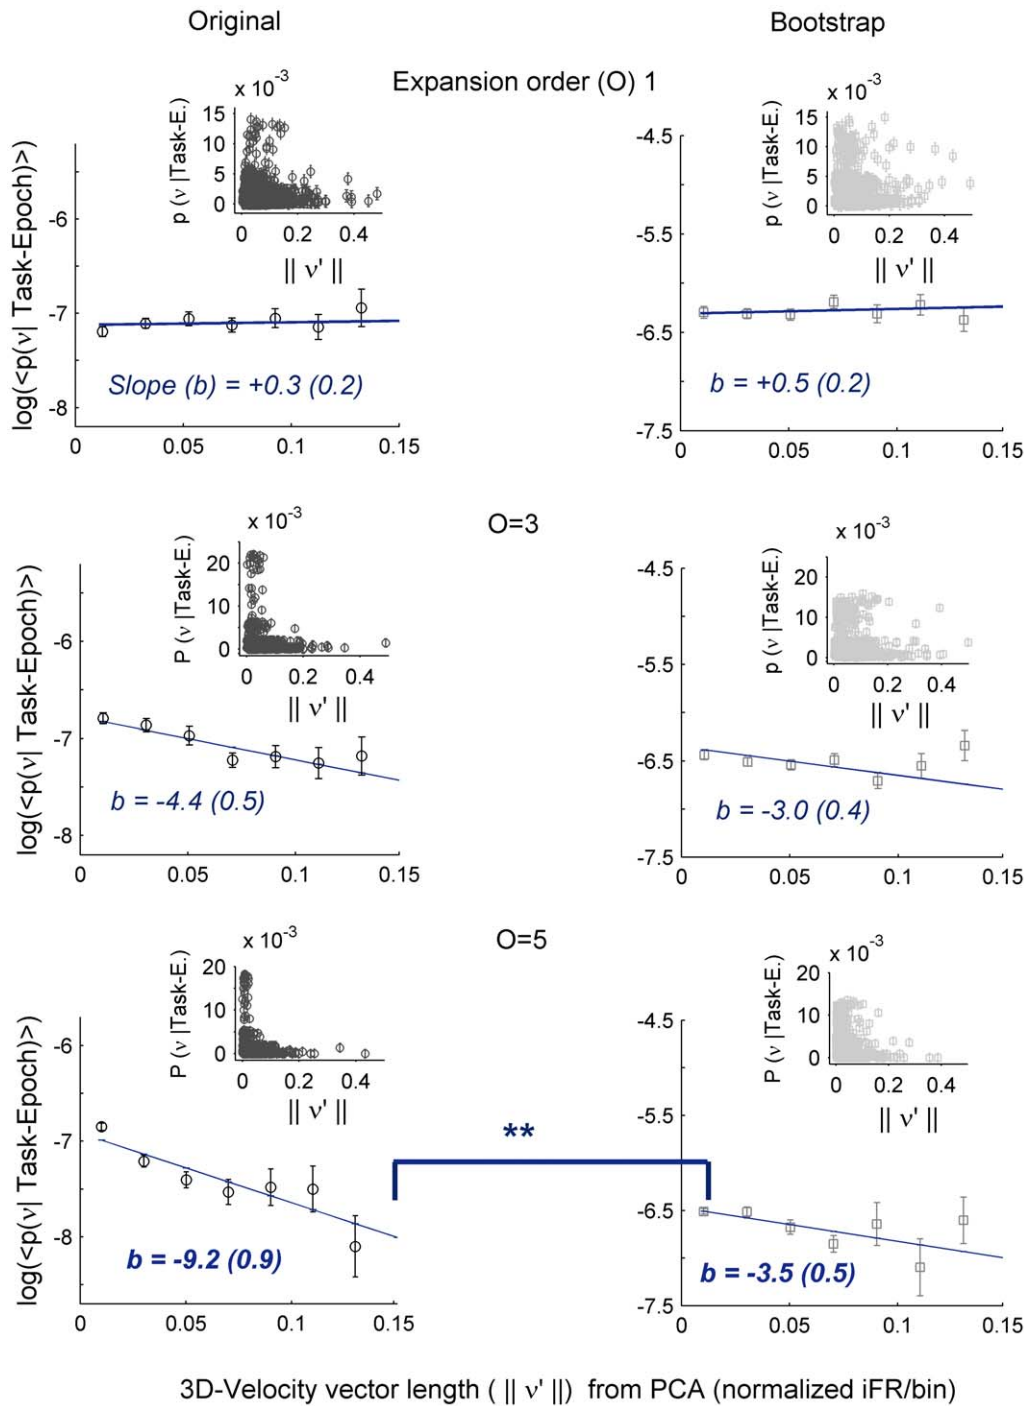 Original
Bootstrap
Expansion order (O) 1
x 10⁻³
15
10
5
0
p (ν |Task-E.)
0 0.2 0.4
|| ν' ||
log(<p(ν| Task-Epoch)>)
-6
-7
-8
Slope (b) = +0.3 (0.2)
0 0.05 0.1 0.15
x 10⁻³
15
10
5
0
p (ν |Task-E.)
0 0.2 0.4
|| ν' ||
-4.5
-5.5
-6.5
-7.5
b = +0.5 (0.2)
0 0.05 0.1 0.15
O=3
x 10⁻³
20
10
0
P (ν |Task-E.)
0 0.2 0.4
|| ν' ||
log(<p(ν| Task-Epoch)>)
-6
-7
-8
b = -4.4 (0.5)
0 0.05 0.1 0.15
x 10⁻³
20
10
0
p (ν |Task-E.)
0 0.2 0.4
|| ν' ||
-4.5
-5.5
-6.5
-7.5
b = -3.0 (0.4)
0 0.05 0.1 0.15
O=5
x 10⁻³
20
10
0
P (ν |Task-E.)
0 0.2 0.4
|| ν' ||
log(<p(ν| Task-Epoch)>)
-6
-7
-8
b = -9.2 (0.9)
0 0.05 0.1 0.15
**
x 10⁻³
20
10
0
P (ν |Task-E.)
0 0.2 0.4
|| ν' ||
-4.5
-5.5
-6.5
-7.5
b = -3.5 (0.5)
0 0.05 0.1 0.15
3D-Velocity vector length ( || ν' ||) from PCA (normalized iFR/bin)